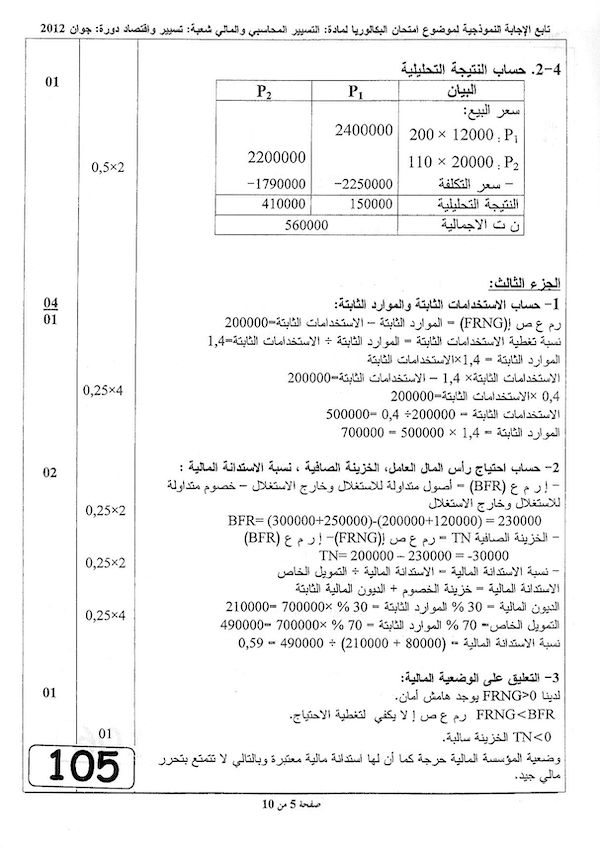 تابع الإجابة النموذجية لموضوع امتحان البكالوريا لمادة: التسيير المحاسبي والمالي شعبة: تسيير واقتصاد دورة: جوان 2012
2-4. حساب النتيجة التحليلية
01
البيان P₁ P₂
سعر البيع:
P₁ : 12000 × 200 2400000
P₂ : 20000 × 110 2200000
0,5×2
- سعر التكلفة 2250000− 1790000−
النتيجة التحليلية 150000 410000
ن ت الاجمالية 560000
الجزء الثالث:
1- حساب الاستخدامات الثابتة والموارد الثابتة:
04
01
رم ع ص إ(FRNG) = الموارد الثابتة – الاستخدامات الثابتة=200000
نسبة تغطية الاستخدامات الثابتة = الموارد الثابتة ÷ الاستخدامات الثابتة=1,4
الموارد الثابتة = 1,4×الاستخدامات الثابتة
الاستخدامات الثابتة× 1,4 – الاستخدامات الثابتة=200000
0,25×4
0,4 ×الاستخدامات الثابتة=200000
الاستخدامات الثابتة = 200000÷ 0,4 =500000
الموارد الثابتة = 1,4 × 500000 = 700000
2- حساب احتياج رأس المال العامل، الخزينة الصافية ، نسبة الاستدانة المالية :
02
- إ ر م ع (BFR) = أصول متداولة للاستغلال وخارج الاستغلال – خصوم متداولة
للاستغلال وخارج الاستغلال
0,25×2
BFR= (300000+250000)-(200000+120000) = 230000
- الخزينة الصافية TN = رم ع ص إ(FRNG)– إ ر م ع (BFR)
TN= 200000 – 230000 = -30000
0,25×2
- نسبة الاستدانة المالية = الاستدانة المالية ÷ التمويل الخاص
الاستدانة المالية = خزينة الخصوم + الديون المالية الثابتة
الديون المالية = 30 % الموارد الثابتة = 30 % ×700000 =210000
0,25×4
التمويل الخاص= 70 % الموارد الثابتة = 70 % ×700000 =490000
نسبة الاستدانة المالية = (80000 + 210000) ÷ 490000 = 0,59
3- التعليق على الوضعية المالية:
01
لدينا FRNG>0 يوجد هامش أمان.
FRNG<BFR رم ع ص إ لا يكفي لتغطية الاحتياج.
TN<0 الخزينة سالبة.
01
وضعية المؤسسة المالية حرجة كما أن لها استدانة مالية معتبرة وبالتالي لا تتمتع بتحرر
مالي جيد.
105
صفحة 5 من 10